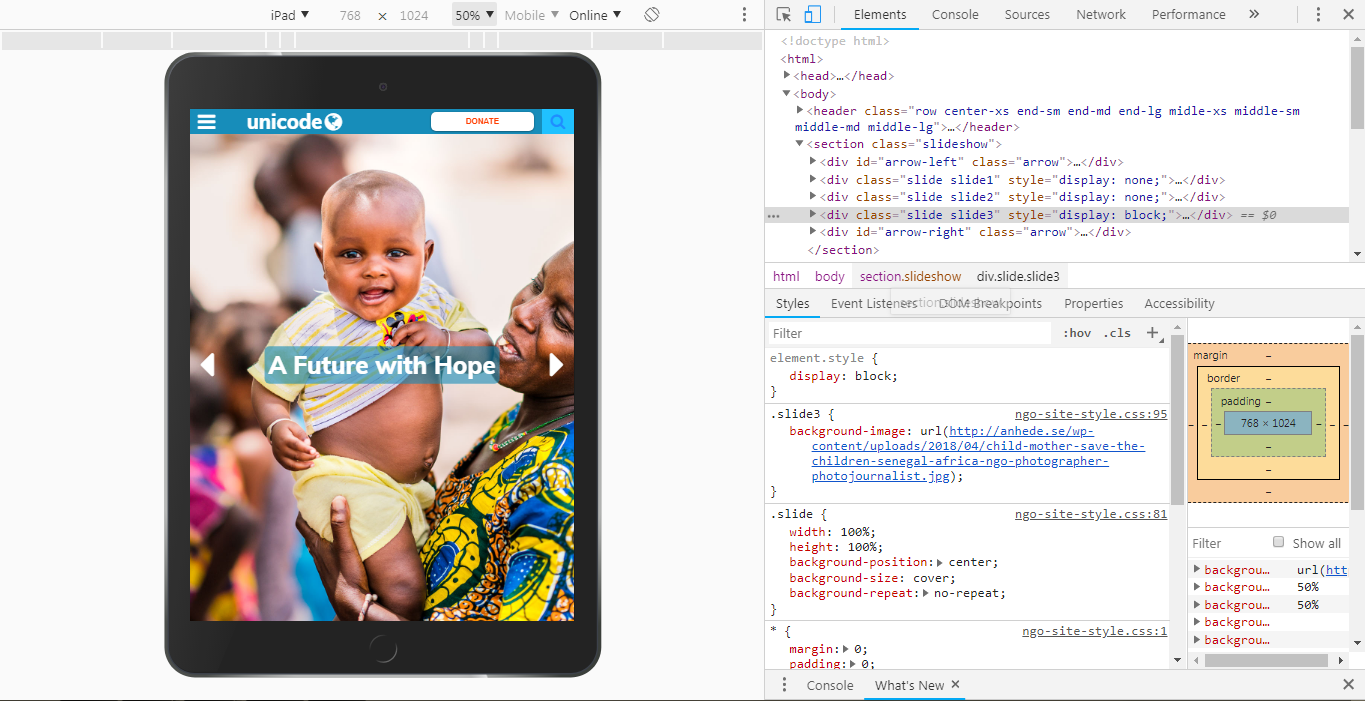 iPad ▼ 768 × 1024 50% ▼ Mobile ▼ Online ▼
Elements Console Sources Network Performance »
unicode DONATE
A Future with Hope
<!doctype html>
<html>
<head>…</head>
<body>
<header class="row center-xs end-sm end-md end-lg midle-xs middle-sm
middle-md middle-lg">…</header>
<section class="slideshow">
<div id="arrow-left" class="arrow">…</div>
<div class="slide slide1" style="display: none;">…</div>
<div class="slide slide2" style="display: none;">…</div>
<div class="slide slide3" style="display: block;">…</div> == $0
<div id="arrow-right" class="arrow">…</div>
</section>
html body section.slideshow div.slide.slide3
Styles Event Listeners DOM Breakpoints Properties Accessibility
Filter :hov .cls +
element.style {
display: block;
}
.slide3 { ngo-site-style.css:95
background-image: url(http://anhede.se/wp-
content/uploads/2018/04/child-mother-save-the-
children-senegal-africa-ngo-photographer-
photojournalist.jpg);
}
.slide { ngo-site-style.css:81
width: 100%;
height: 100%;
background-position: center;
background-size: cover;
background-repeat: no-repeat;
}
* { ngo-site-style.css:1
margin: 0;
padding: 0;
margin –
border –
padding –
– – – 768 × 1024 – – –
–
–
–
Filter Show all
backgrou… url(htt
backgrou… 50%
backgrou… 50%
backgrou…
backgrou…
Console What's New ×